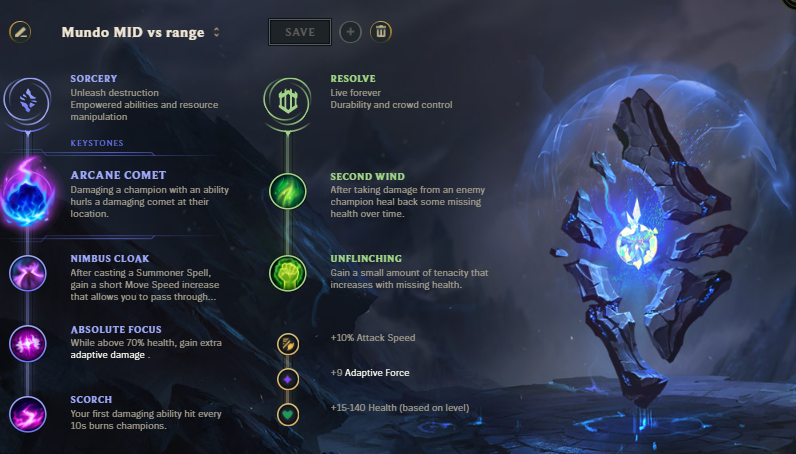 Mundo MID vs range
SAVE
SORCERY
Unleash destruction
Empowered abilities and resource
manipulation
KEYSTONES
ARCANE COMET
Damaging a champion with an ability
hurls a damaging comet at their
location.
NIMBUS CLOAK
After casting a Summoner Spell,
gain a short Move Speed increase
that allows you to pass through...
ABSOLUTE FOCUS
While above 70% health, gain extra
adaptive damage .
SCORCH
Your first damaging ability hit every
10s burns champions.
RESOLVE
Live forever
Durability and crowd control
SECOND WIND
After taking damage from an enemy
champion heal back some missing
health over time.
UNFLINCHING
Gain a small amount of tenacity that
increases with missing health.
+10% Attack Speed
+9 Adaptive Force
+15-140 Health (based on level)